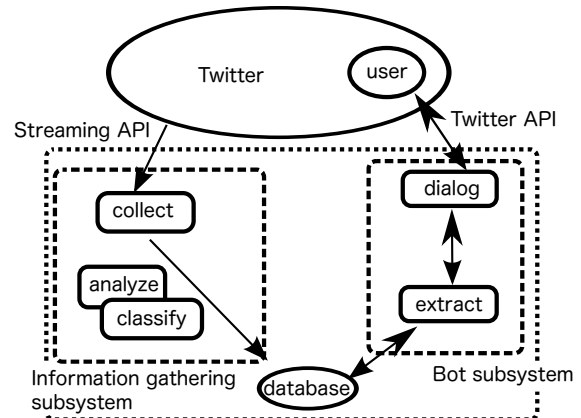 Twitter
user
Streaming API
Twitter API
collect
dialog
analyze
classify
extract
Information gathering
subsystem
database
Bot subsystem